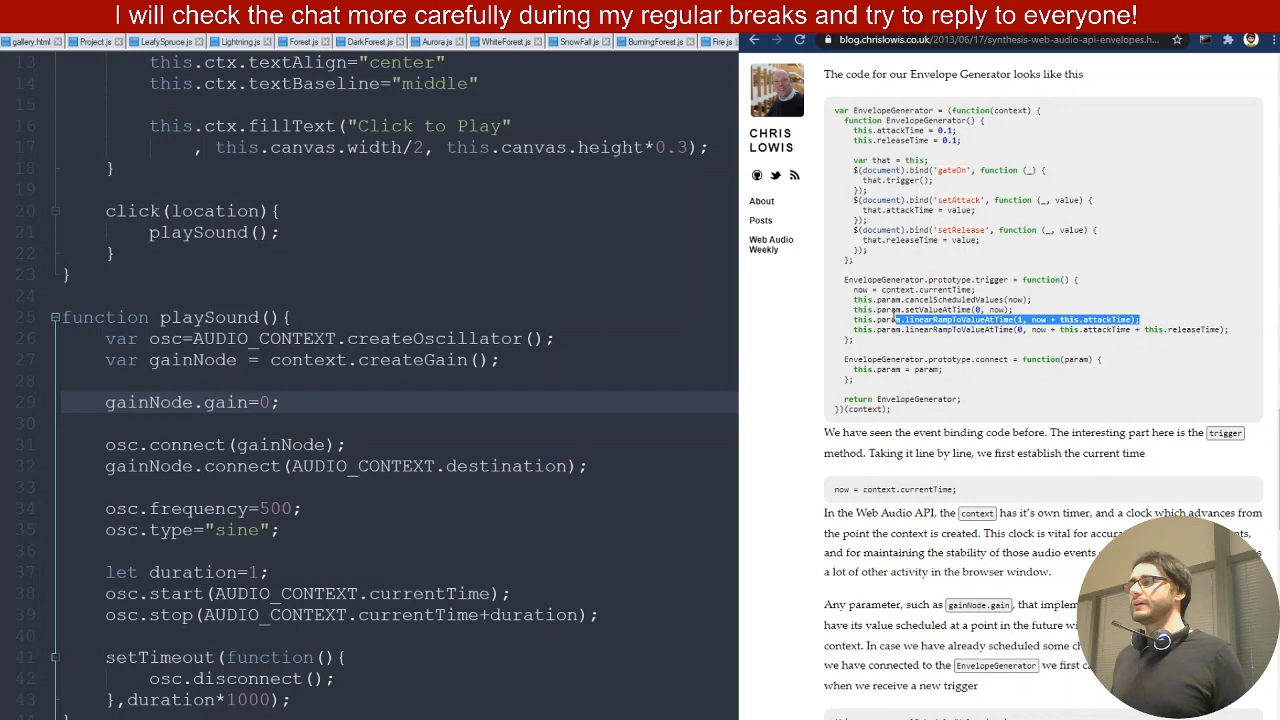 I will check the chat more carefully during my regular breaks and try to reply to everyone!
gallery.html Project.js LeafySpruce.js Lightning.js Forest.js DarkForest.js Aurora.js WhiteForest.js SnowFall.js BurningForest.js Fire.js
blog.chrislowis.co.uk/2013/06/17/synthesis-web-audio-api-envelopes.h...
13 this.ctx.textAlign="center"
14 this.ctx.textBaseline="middle"
15
16 this.ctx.fillText("Click to Play"
17 , this.canvas.width/2, this.canvas.height*0.3);
18 }
19
20 click(location){
21 playSound();
22 }
23 }
24
25 function playSound(){
26 var osc=AUDIO_CONTEXT.createOscillator();
27 var gainNode = context.createGain();
28
29 gainNode.gain=0;
30
31 osc.connect(gainNode);
32 gainNode.connect(AUDIO_CONTEXT.destination);
33
34 osc.frequency=500;
35 osc.type="sine";
36
37 let duration=1;
38 osc.start(AUDIO_CONTEXT.currentTime);
39 osc.stop(AUDIO_CONTEXT.currentTime+duration);
40
41 setTimeout(function(){
42 osc.disconnect();
43 },duration*1000);
CHRIS
LOWIS
About
Posts
Web Audio
Weekly
The code for our Envelope Generator looks like this
var EnvelopeGenerator = (function(context) {
function EnvelopeGenerator() {
this.attackTime = 0.1;
this.releaseTime = 0.1;
var that = this;
$(document).bind('gateOn', function (_) {
that.trigger();
});
$(document).bind('setAttack', function (_, value) {
that.attackTime = value;
});
$(document).bind('setRelease', function (_, value) {
that.releaseTime = value;
});
};
EnvelopeGenerator.prototype.trigger = function() {
now = context.currentTime;
this.param.cancelScheduledValues(now);
this.param.setValueAtTime(0, now);
this.param.linearRampToValueAtTime(1, now + this.attackTime);
this.param.linearRampToValueAtTime(0, now + this.attackTime + this.releaseTime);
};
EnvelopeGenerator.prototype.connect = function(param) {
this.param = param;
};
return EnvelopeGenerator;
})(context);
We have seen the event binding code before. The interesting part here is the trigger
method. Taking it line by line, we first establish the current time
now = context.currentTime;
In the Web Audio API, the context has it's own timer, and a clock which advances from
the point the context is created. This clock is vital for
and for maintaining the stability of those audio events
a lot of other activity in the browser window.
Any parameter, such as gainNode.gain, that
have its value scheduled at a point in the future
context. In case we have already scheduled some
we have connected to the EnvelopeGenerator we first
when we receive a new trigger